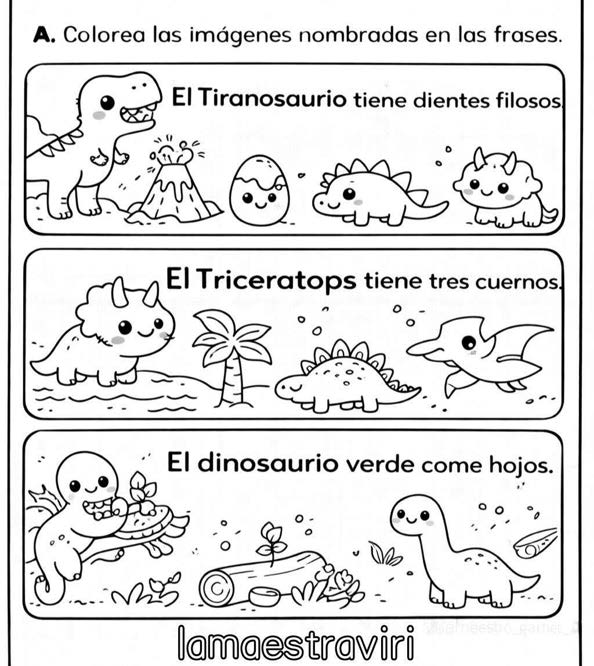 A. Colorea las imágenes nombradas en las frases.
El Tiranosaurio tiene dientes filosos.
El Triceratops tiene tres cuernos.
El dinosaurio verde come hojos.
lamaestraviri